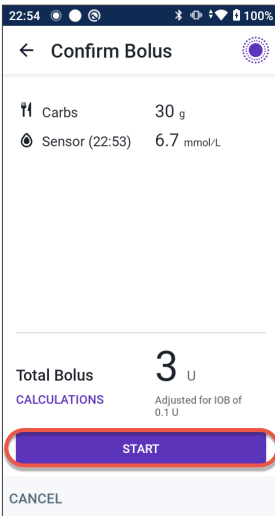 22:54 100%
Confirm Bolus
Carbs 30 g
Sensor (22:53) 6.7 mmol/L
Total Bolus 3 U
CALCULATIONS Adjusted for IOB of
0.1 U
START
CANCEL